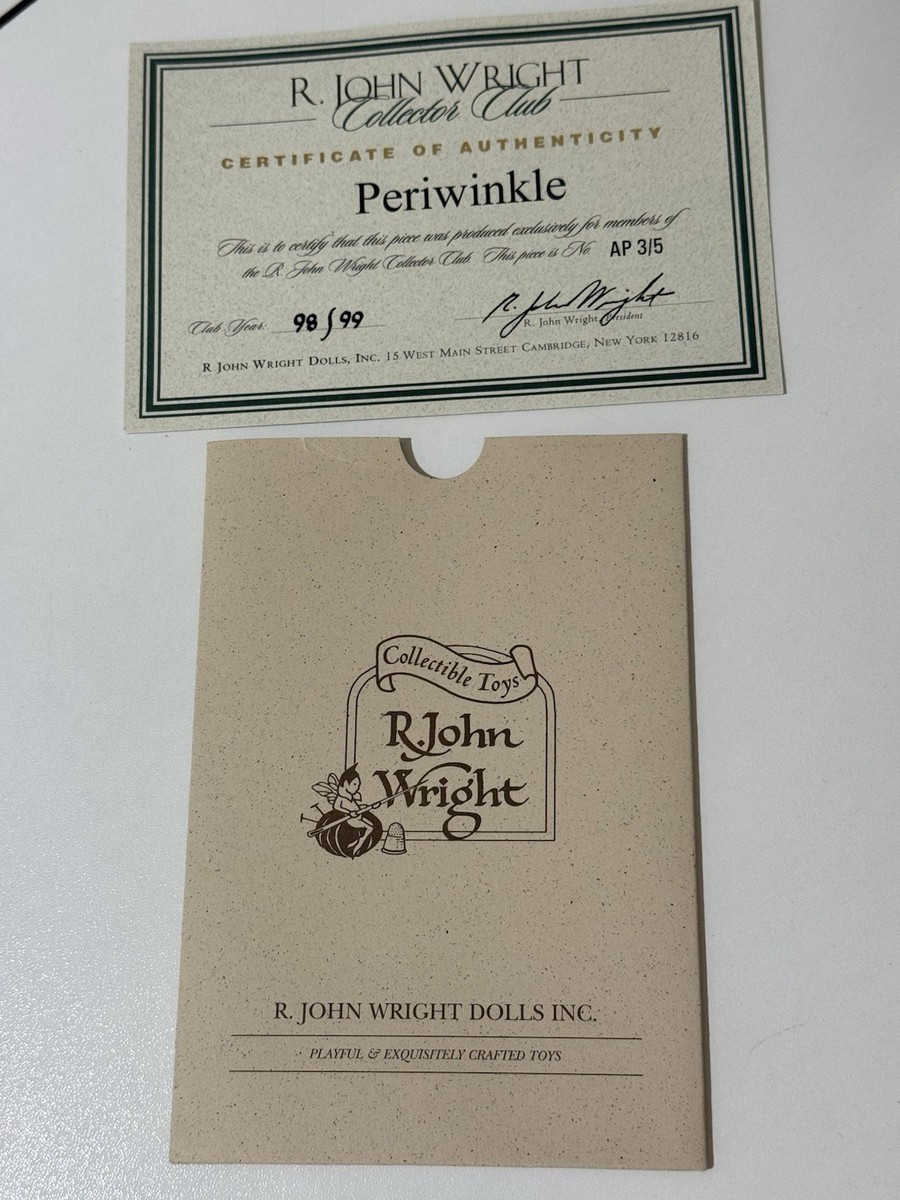 R. JOHN WRIGHT
Collector Club
CERTIFICATE OF AUTHENTICITY
Periwinkle
This is to certify that this piece was produced exclusively for members of
the R. John Wright Collector Club. This piece is No. AP 3/5
Club Year: 98/99
R. John Wright
R. John Wright, President
R JOHN WRIGHT DOLLS, INC. 15 WEST MAIN STREET CAMBRIDGE, NEW YORK 12816
Collectible Toys
R. John
Wright
R. JOHN WRIGHT DOLLS INC.
PLAYFUL & EXQUISITELY CRAFTED TOYS